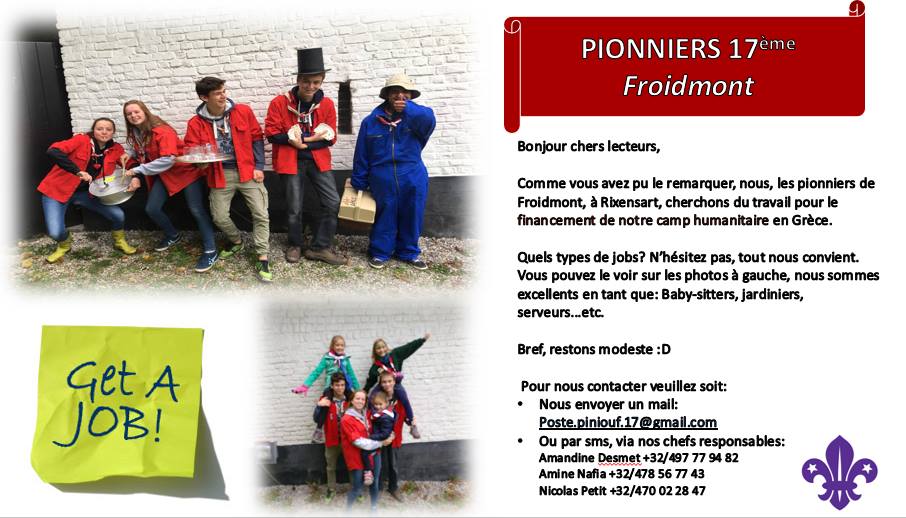 PIONNIERS 17ème
Froidmont
Bonjour chers lecteurs,
Comme vous avez pu le remarquer, nous, les pionniers de
Froidmont, à Rixensart, cherchons du travail pour le
financement de notre camp humanitaire en Grèce.
Quels types de jobs? N'hésitez pas, tout nous convient.
Vous pouvez le voir sur les photos à gauche, nous sommes
excellents en tant que: Baby-sitters, jardiniers,
serveurs…etc.
Bref, restons modeste :D
Pour nous contacter veuillez soit:
• Nous envoyer un mail:
Poste.piniouf.17@gmail.com
• Ou par sms, via nos chefs responsables:
Amandine Desmet +32/497 77 94 82
Amine Nafia +32/478 56 77 43
Nicolas Petit +32/470 02 28 47
Get A
JOB!